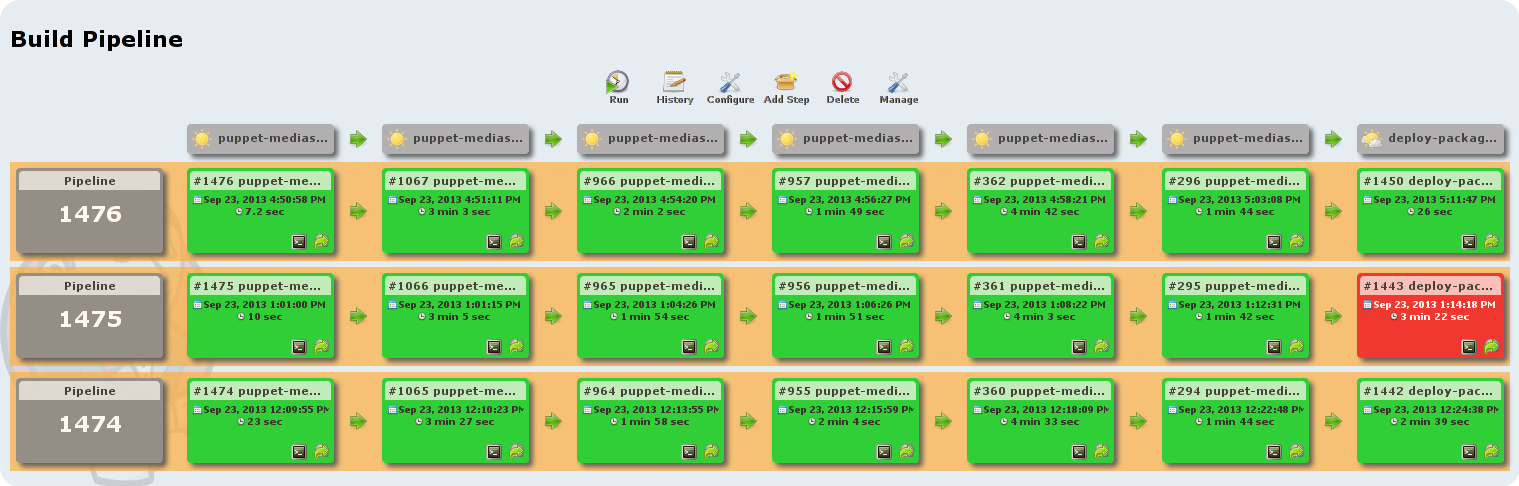 Build Pipeline
Run History Configure Add Step Delete Manage
puppet-medias... puppet-medias... puppet-medias... puppet-medias... puppet-medias... puppet-medias... deploy-packag...
Pipeline #1476 puppet-me... #1067 puppet-me... #966 puppet-medi... #957 puppet-medi... #362 puppet-medi... #296 puppet-medi... #1450 deploy-pac...
1476 Sep 23, 2013 4:50:58 PM Sep 23, 2013 4:51:11 PM Sep 23, 2013 4:54:20 PM Sep 23, 2013 4:56:27 PM Sep 23, 2013 4:58:21 PM Sep 23, 2013 5:03:08 PM Sep 23, 2013 5:11:47 PM
7.2 sec 3 min 3 sec 2 min 2 sec 1 min 49 sec 4 min 42 sec 1 min 44 sec 26 sec
Pipeline #1475 puppet-me... #1066 puppet-me... #965 puppet-medi... #956 puppet-medi... #361 puppet-medi... #295 puppet-medi... #1443 deploy-pac...
1475 Sep 23, 2013 1:01:00 PM Sep 23, 2013 1:01:15 PM Sep 23, 2013 1:04:26 PM Sep 23, 2013 1:06:26 PM Sep 23, 2013 1:08:22 PM Sep 23, 2013 1:12:31 PM Sep 23, 2013 1:14:18 PM
10 sec 3 min 5 sec 1 min 54 sec 1 min 51 sec 4 min 3 sec 1 min 42 sec 3 min 22 sec
Pipeline #1474 puppet-me... #1065 puppet-me... #964 puppet-medi... #955 puppet-medi... #360 puppet-medi... #294 puppet-medi... #1442 deploy-pac...
1474 Sep 23, 2013 12:09:55 PM Sep 23, 2013 12:10:23 PM Sep 23, 2013 12:13:55 PM Sep 23, 2013 12:15:59 PM Sep 23, 2013 12:18:09 PM Sep 23, 2013 12:22:48 PM Sep 23, 2013 12:24:38 PM
23 sec 3 min 27 sec 1 min 58 sec 2 min 4 sec 4 min 33 sec 1 min 44 sec 2 min 39 sec